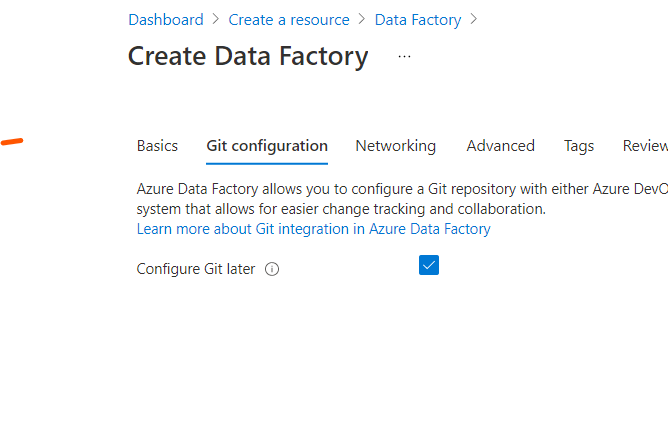 Dashboard > Create a resource > Data Factory >
Create Data Factory ...
Basics Git configuration Networking Advanced Tags Review
Azure Data Factory allows you to configure a Git repository with either Azure DevO
system that allows for easier change tracking and collaboration.
Learn more about Git integration in Azure Data Factory
Configure Git later